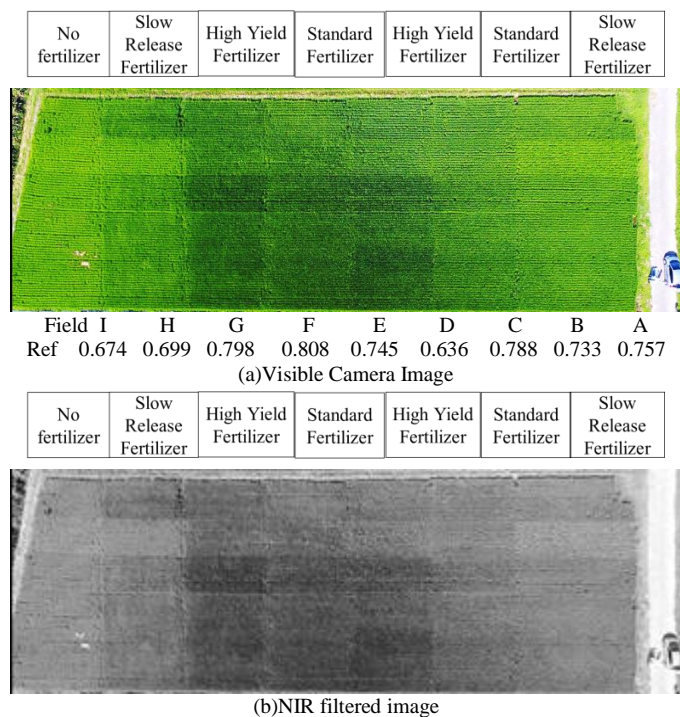 No fertilizer
Slow Release Fertilizer
High Yield Fertilizer
Standard Fertilizer
High Yield Fertilizer
Standard Fertilizer
Slow Release Fertilizer
Field I H G F E D C B A
Ref 0.674 0.699 0.798 0.808 0.745 0.636 0.788 0.733 0.757
(a)Visible Camera Image
No fertilizer
Slow Release Fertilizer
High Yield Fertilizer
Standard Fertilizer
High Yield Fertilizer
Standard Fertilizer
Slow Release Fertilizer
(b)NIR filtered image